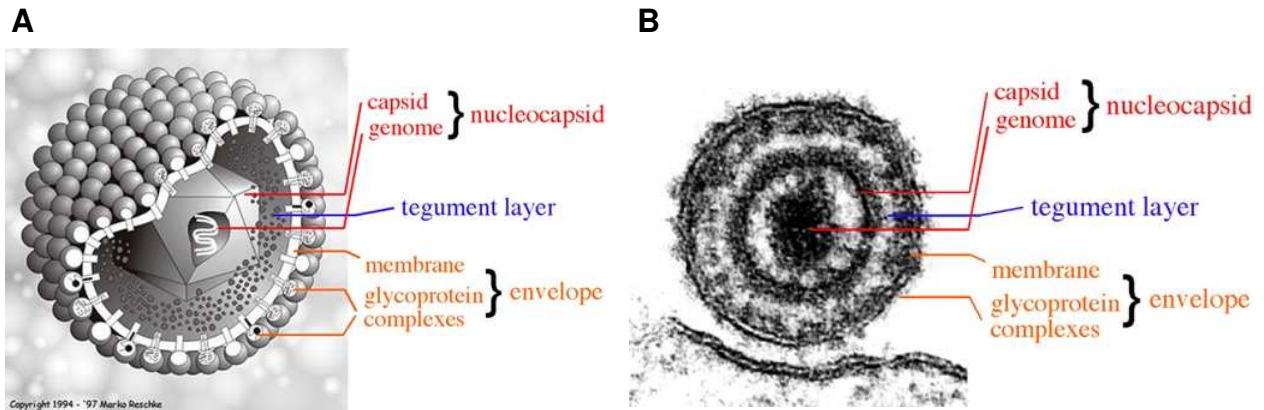 A
B
capsid
genome
} nucleocapsid
tegument layer
membrane
glycoprotein
complexes
} envelope
capsid
genome
} nucleocapsid
tegument layer
membrane
glycoprotein
complexes
} envelope
Copyright 1994 - '97 Marko Reschke